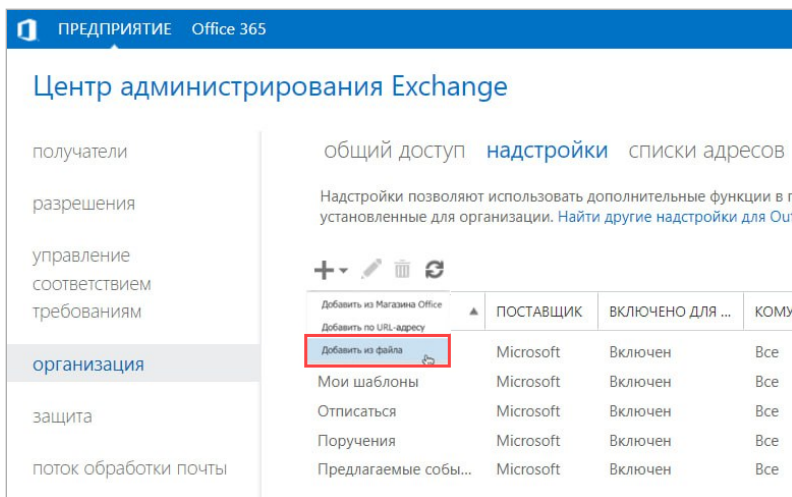 ПРЕДПРИЯТИЕ Office 365
Центр администрирования Exchange
получатели
разрешения
управление
соответствием
требованиям
организация
защита
поток обработки почты
общий доступ надстройки списки адресов
Надстройки позволяют использовать дополнительные функции в
установленные для организации. Найти другие надстройки для Out
Добавить из Магазина Office
Добавить по URL-адресу
Добавить из файла
ПОСТАВЩИК ВКЛЮЧЕНО ДЛЯ ... КОМУ
Microsoft Включен Все
Мои шаблоны Microsoft Включен Все
Отписаться Microsoft Включен Все
Поручения Microsoft Включен Все
Предлагаемые собы... Microsoft Включен Все